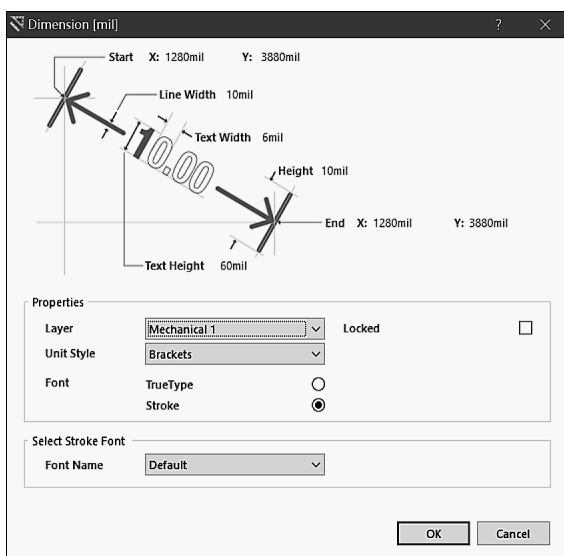 Dimension [mil] ? ×
Start X: 1280mil Y: 3880mil
Line Width 10mil
Text Width 6mil
10.00
Height 10mil
End X: 1280mil Y: 3880mil
Text Height 60mil
Properties
Layer Mechanical 1 Locked
Unit Style Brackets
Font TrueType
Stroke
Select Stroke Font
Font Name Default
OK Cancel